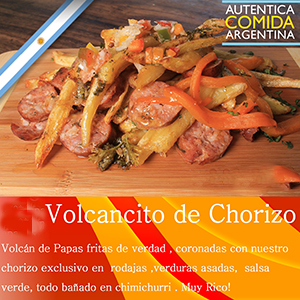 AUTENTICA
COMIDA
ARGENTINA
Volcancito de Chorizo
Volcán de Papas fritas de verdad , coronadas con nuestro
chorizo exclusivo en  rodajas ,verduras asadas,  salsa
verde, todo bañado en chimichurri , Muy Rico!